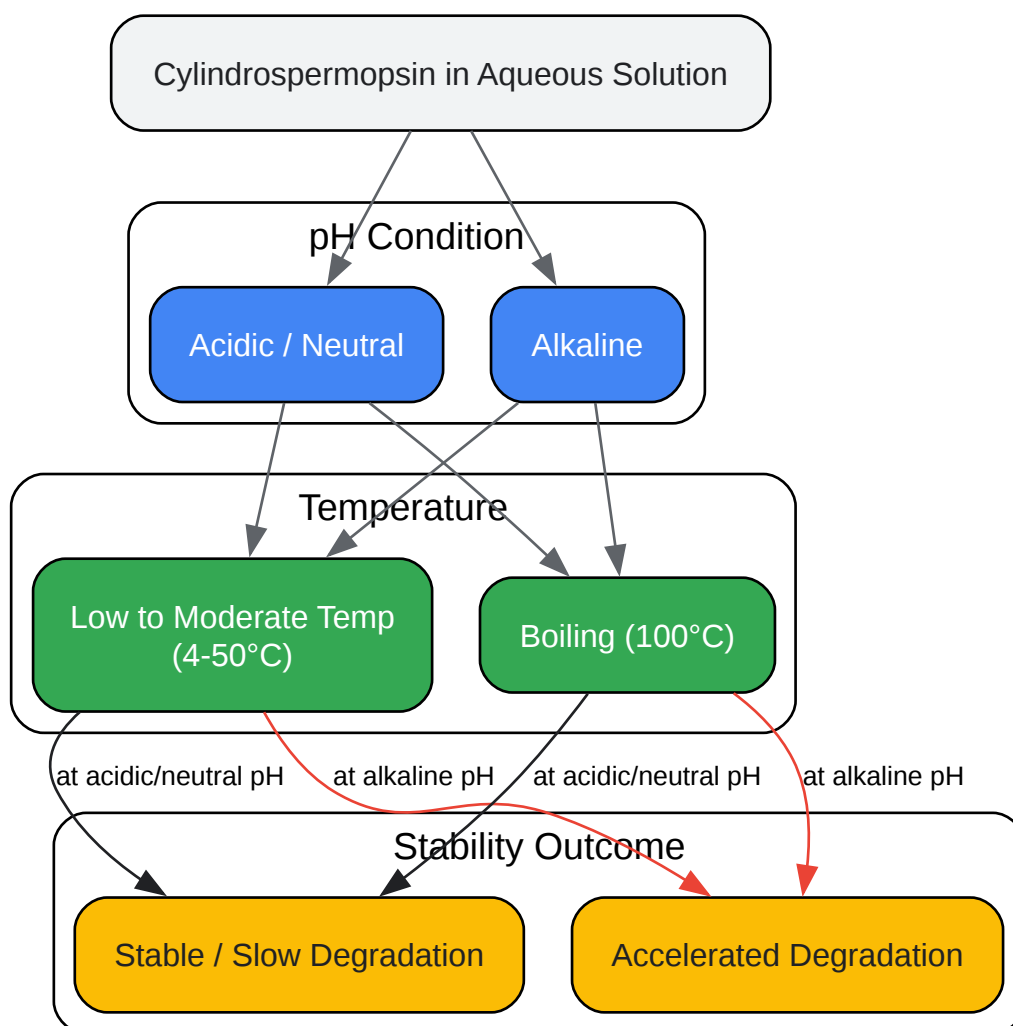 Cylindrospermopsin in Aqueous Solution
pH Condition
Acidic / Neutral
Alkaline
Temperature
Low to Moderate Temp
(4-50°C)
Boiling (100°C)
at acidic/neutral pH
at alkaline pH
at acidic/neutral pH
at alkaline pH
Stability Outcome
Stable / Slow Degradation
Accelerated Degradation